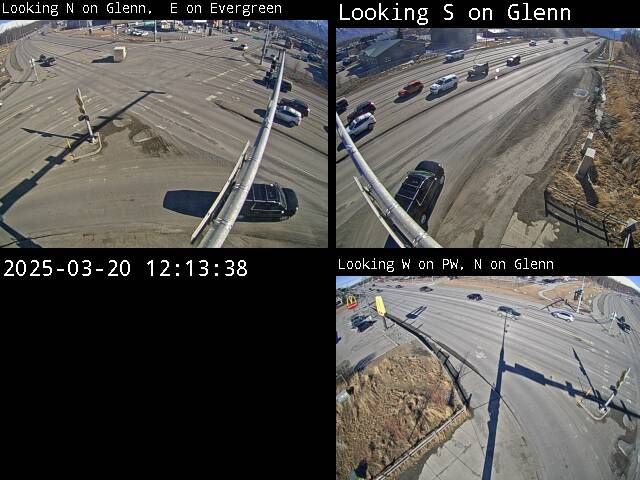 Looking N on Glenn,  E on Evergreen
Looking S on Glenn
2025-03-20 12:13:38
Looking W on PW, N on Glenn